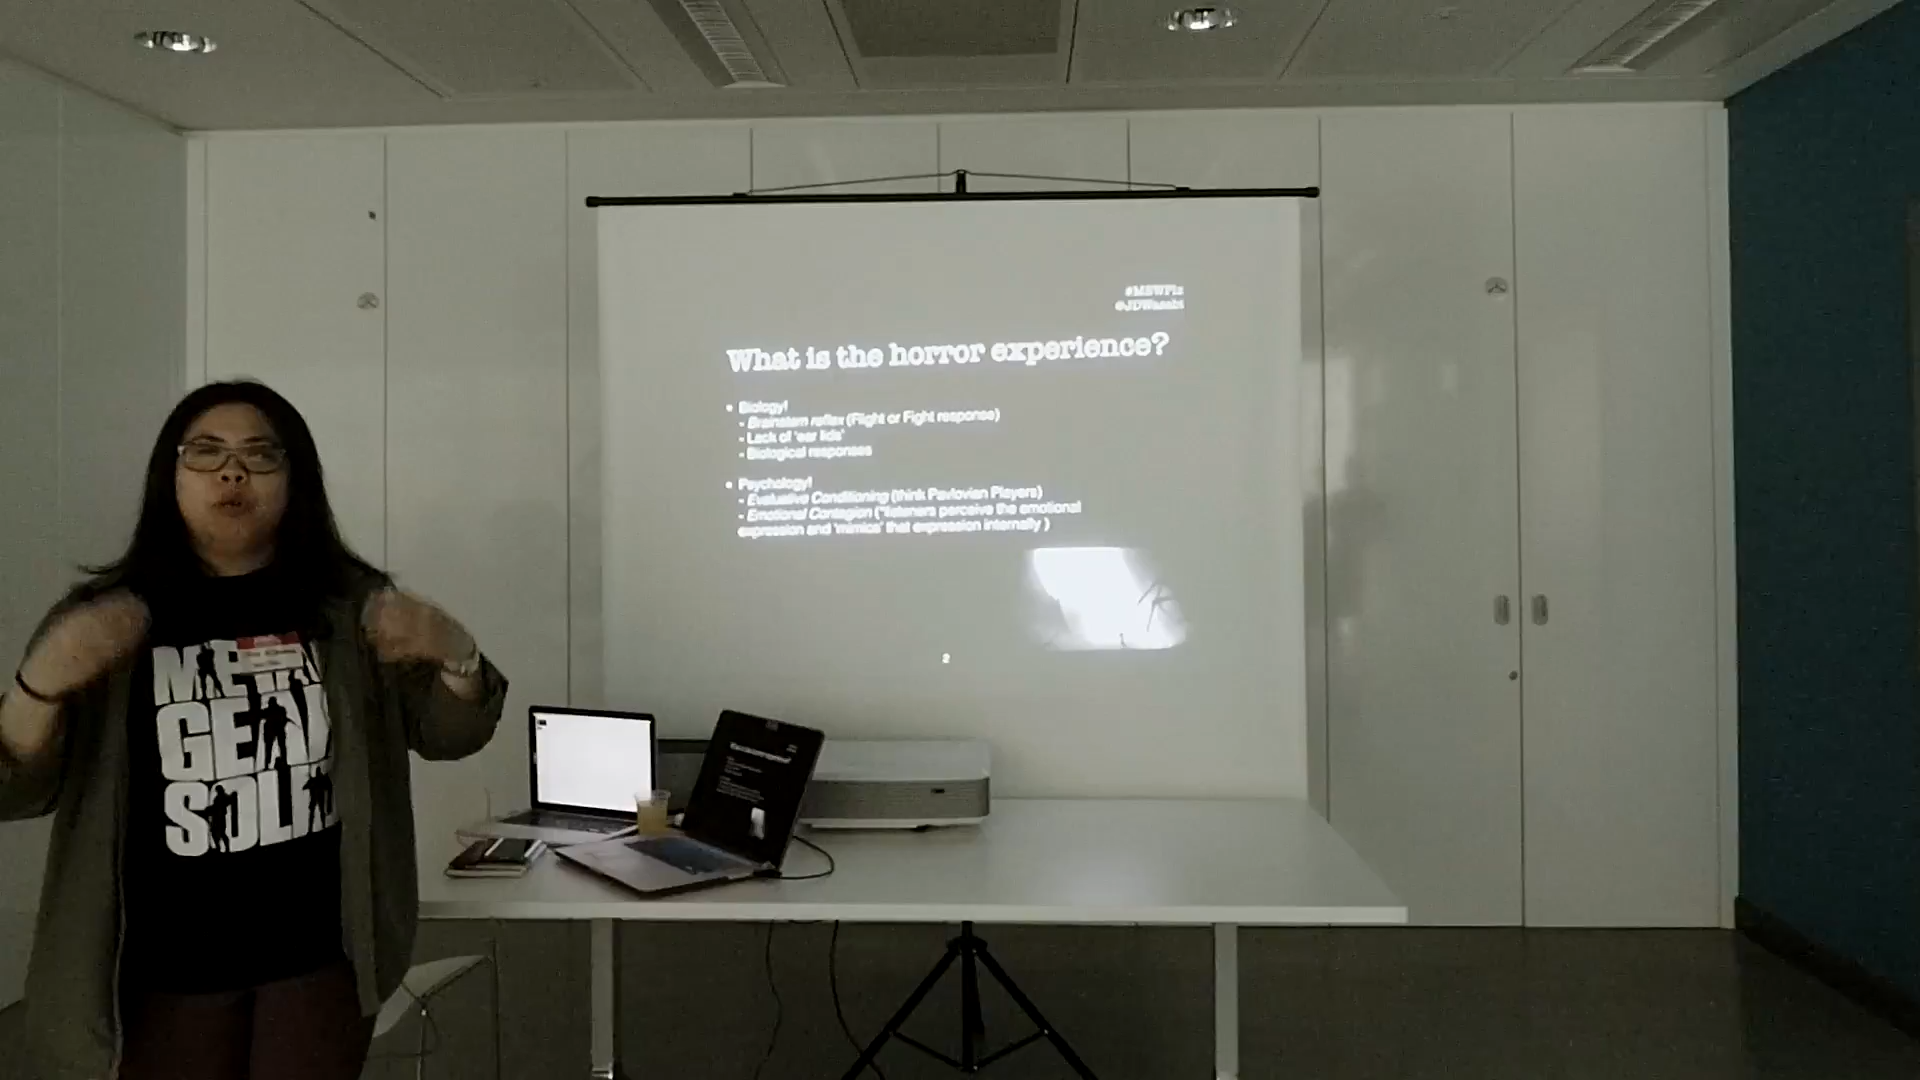 @JDWasabi
What is the horror experience?
• Biology!
- Brainstem reflex (Flight or Fight response)
- Lack of 'ear lids'
- Biological responses
• Psychology!
- Evaluative Conditioning (think Pavlovian Players)
- Emotional Contagion ("listeners perceive the emotional
expression and 'mimics' that expression internally )
2
METAL
GEAR
SOLID